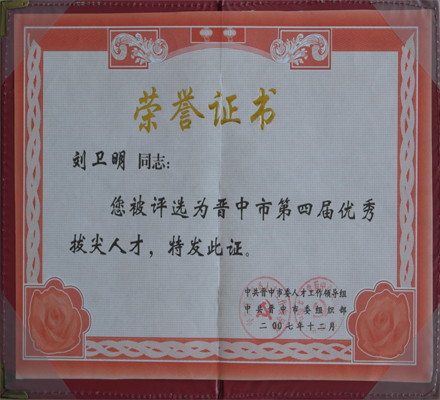 荣誉证书
刘卫明 同志：
您被评选为晋中市第四届优秀
拔尖人才，特发此证。
中共晋中市委人才工作领导组
中共晋中市委组织部
二〇〇七年十二月